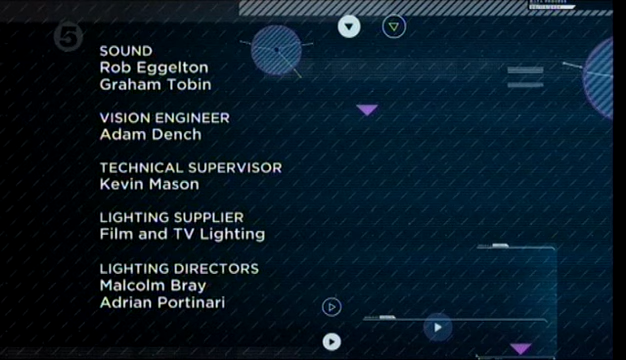 5
SOUND
Rob Eggelton
Graham Tobin
VISION ENGINEER
Adam Dench
TECHNICAL SUPERVISOR
Kevin Mason
LIGHTING SUPPLIER
Film and TV Lighting
LIGHTING DIRECTORS
Malcolm Bray
Adrian Portinari